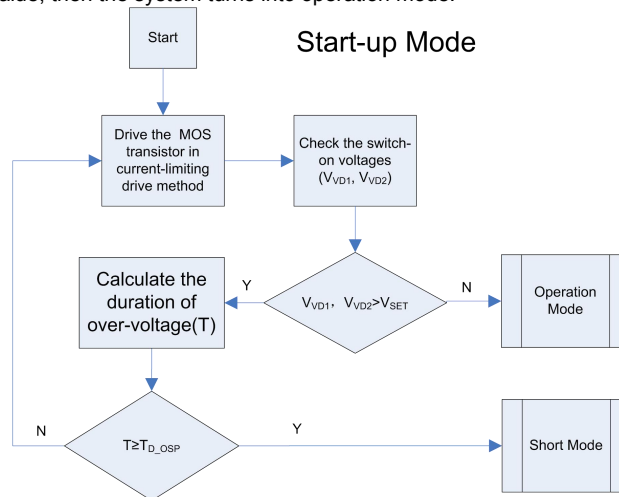 value, then the system turns into operation mode.
Start
Start-up Mode
Drive the MOS
transistor in
current-limiting
drive method
Check the switch-
on voltages
(VVD1, VVD2)
Calculate the
duration of
over-voltage(T)
Y
VVD1, VVD2>VSET
N
Operation
Mode
N
T≥TD_OSP
Y
Short Mode